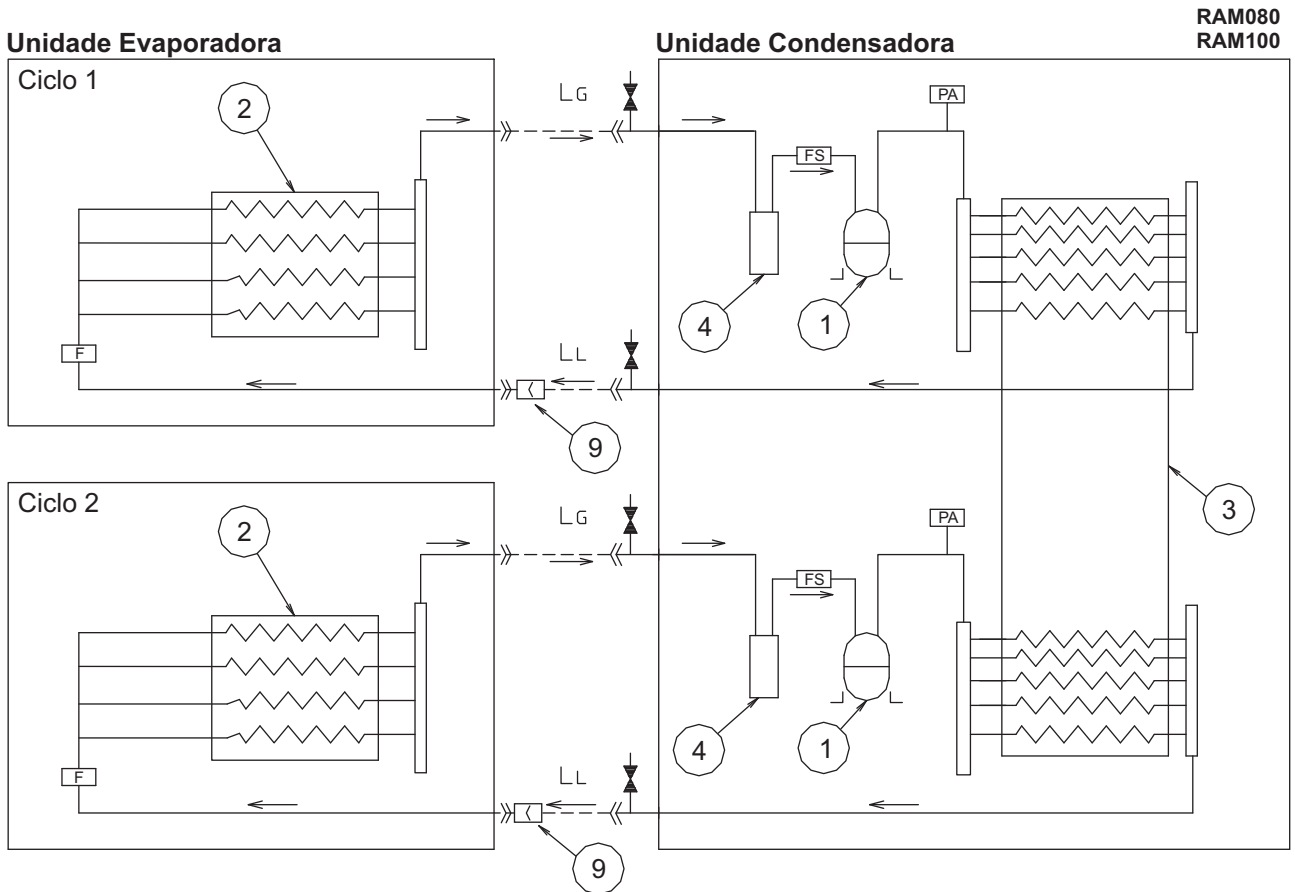 RAM080
RAM100
Unidade Evaporadora
Unidade Condensadora
Ciclo 1
2
LG
PA
FS
4
1
F
LL
9
3
Ciclo 2
2
LG
PA
FS
4
1
F
LL
9